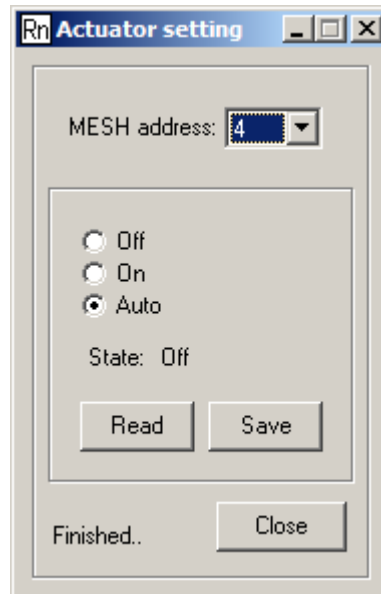 Rn Actuator setting
MESH address: 4
Off
On
Auto
State: Off
Read Save
Finished.. Close